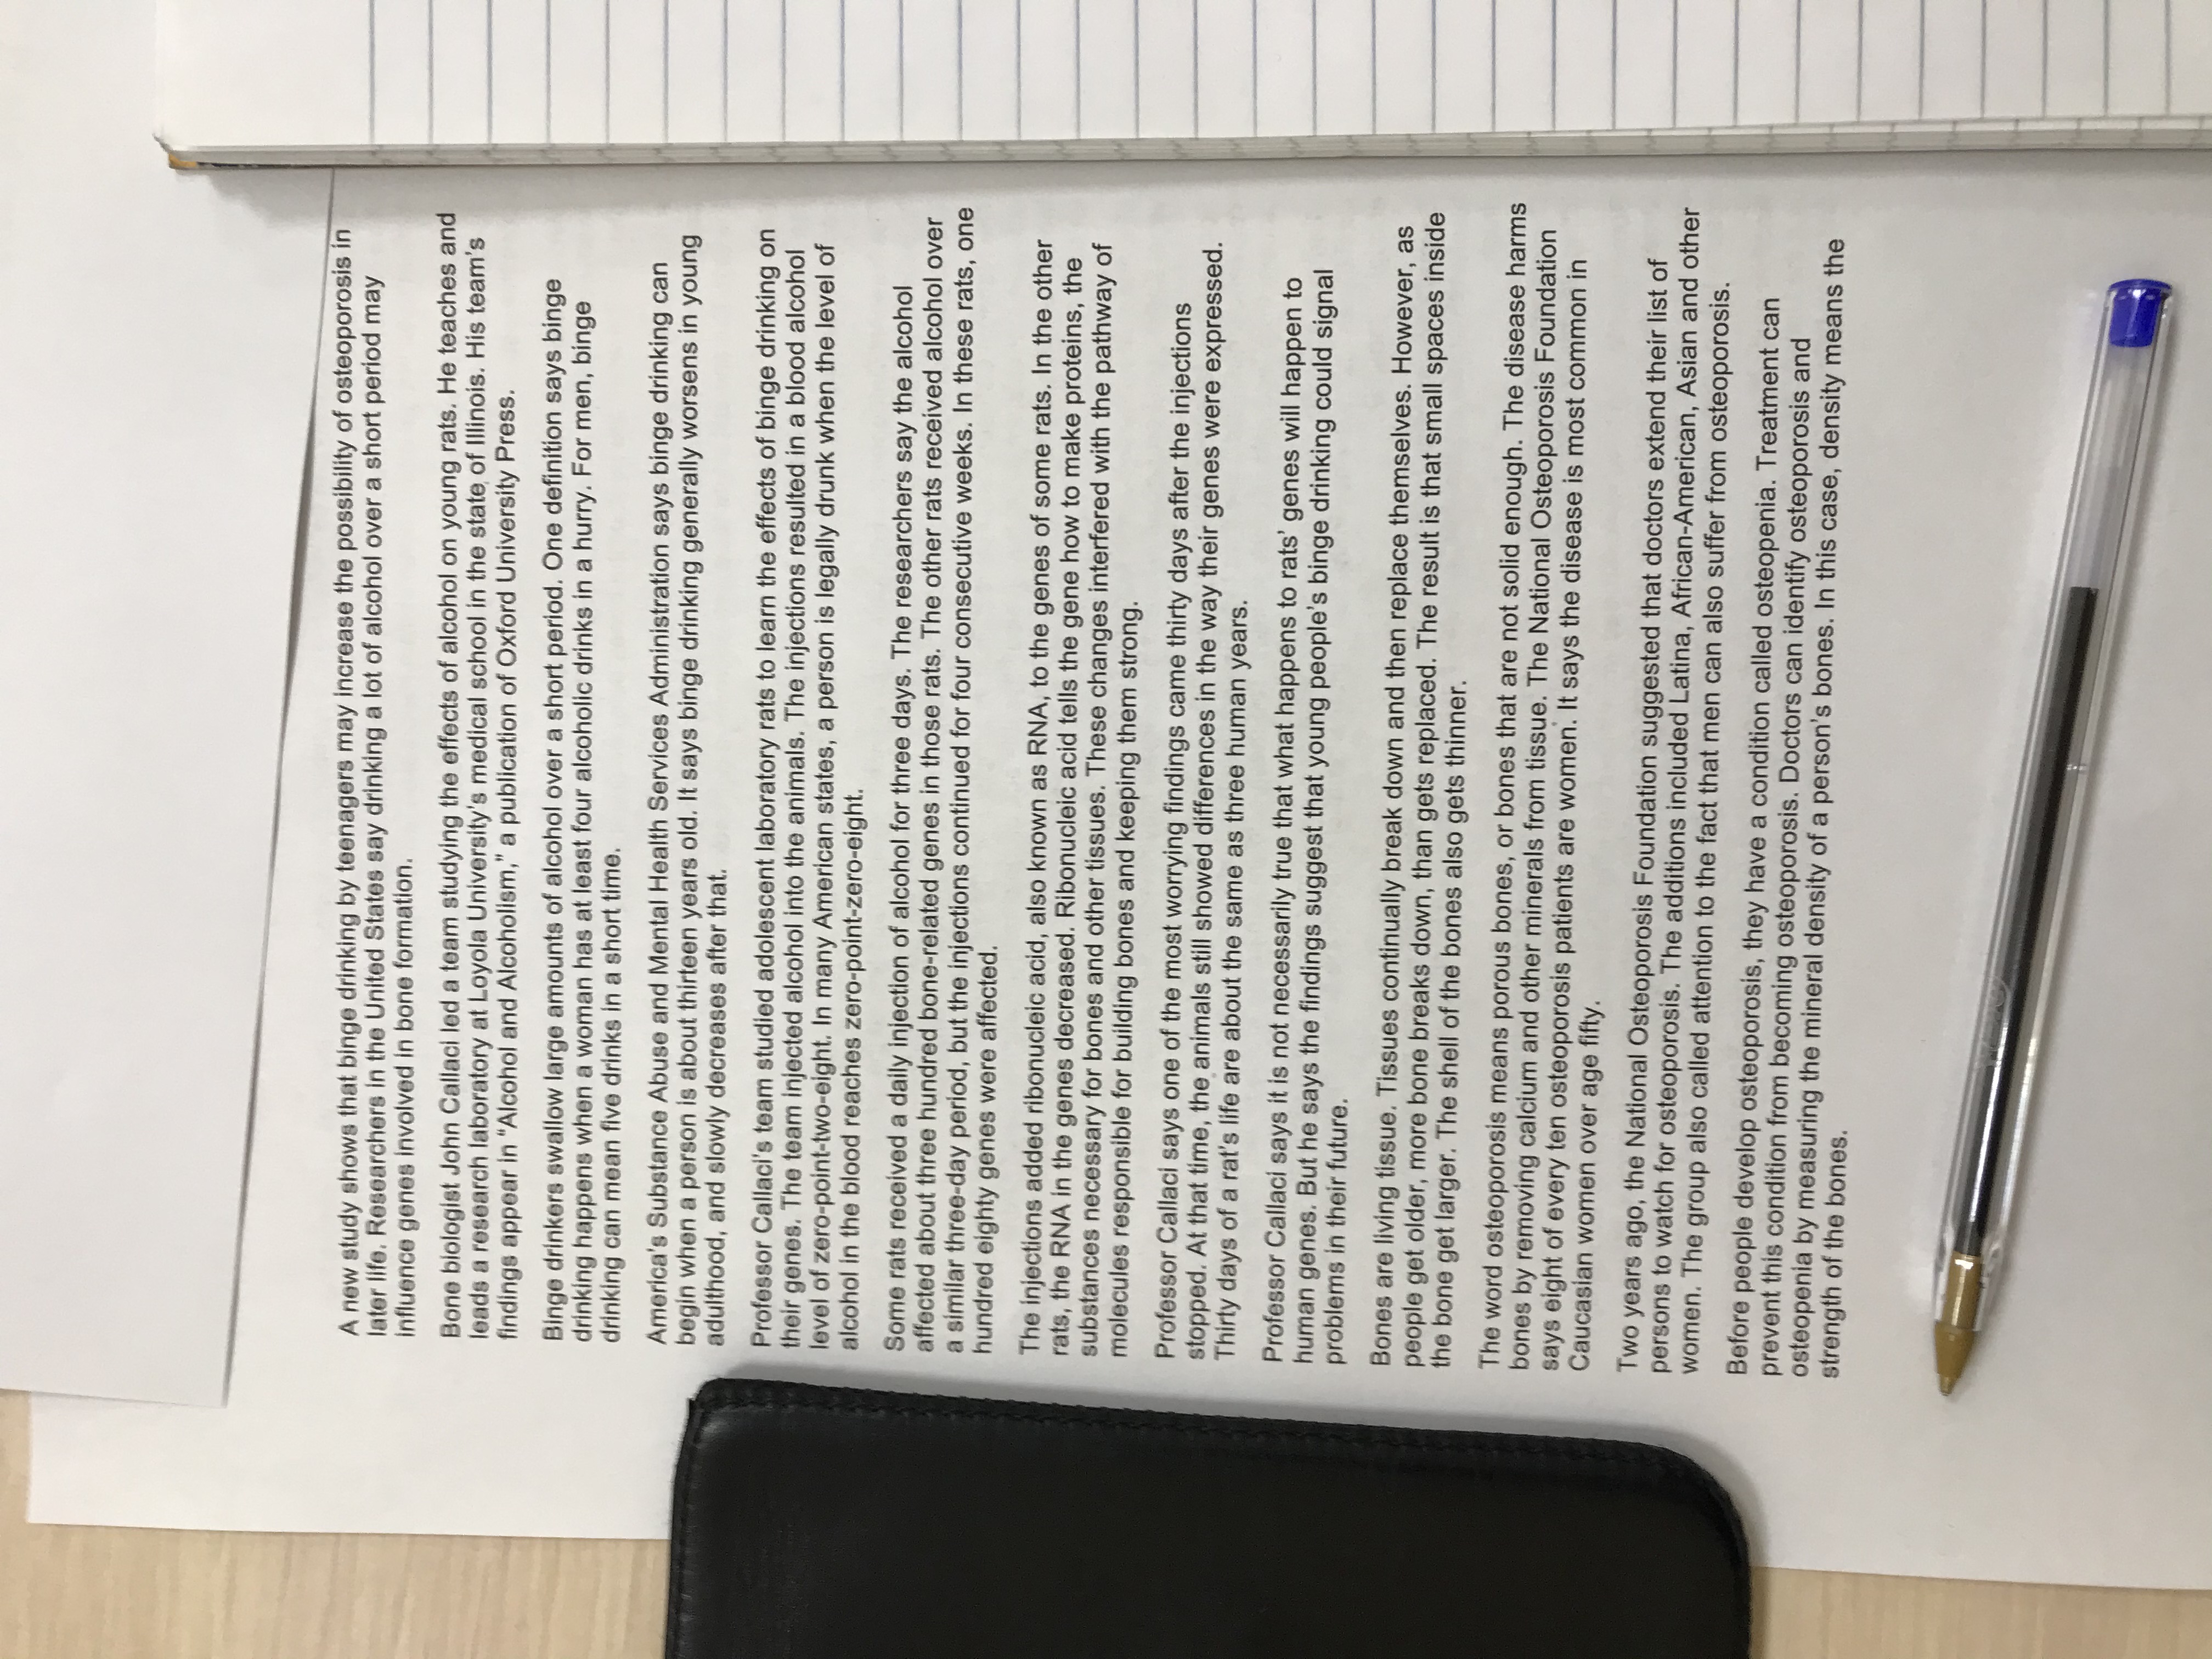 A new study shows that binge drinking by teenagers may increase the possibility of osteoporosis in
later life. Researchers in the United States say drinking a lot of alcohol over a short period may
influence genes involved in bone formation.
Bone biologist John Callaci led a team studying the effects of alcohol on young rats. He teaches and
leads a research laboratory at Loyola University's medical school in the state of Illinois. His team's
findings appear in “Alcohol and Alcoholism,” a publication of Oxford University Press.
Binge drinkers swallow large amounts of alcohol over a short period. One definition says binge
drinking happens when a woman has at least four alcoholic drinks in a hurry. For men, binge
drinking can mean five drinks in a short time.
America's Substance Abuse and Mental Health Services Administration says binge drinking can
begin when a person is about thirteen years old. It says binge drinking generally worsens in young
adulthood, and slowly decreases after that.
Professor Callaci's team studied adolescent laboratory rats to learn the effects of binge drinking on
their genes. The team injected alcohol into the animals. The injections resulted in a blood alcohol
level of zero-point-two-eight. In many American states, a person is legally drunk when the level of
alcohol in the blood reaches zero-point-zero-eight.
Some rats received a daily injection of alcohol for three days. The researchers say the alcohol
affected about three hundred bone-related genes in those rats. The other rats received alcohol over
a similar three-day period, but the injections continued for four consecutive weeks. In these rats, one
hundred eighty genes were affected.
The injections added ribonucleic acid, also known as RNA, to the genes of some rats. In the other
rats, the RNA in the genes decreased. Ribonucleic acid tells the gene how to make proteins, the
substances necessary for bones and other tissues. These changes interfered with the pathway of
molecules responsible for building bones and keeping them strong.
Professor Callaci says one of the most worrying findings came thirty days after the injections
stopped. At that time, the animals still showed differences in the way their genes were expressed.
Thirty days of a rat's life are about the same as three human years.
Professor Callaci says it is not necessarily true that what happens to rats' genes will happen to
human genes. But he says the findings suggest that young people's binge drinking could signal
problems in their future.
Bones are living tissue. Tissues continually break down and then replace themselves. However, as
people get older, more bone breaks down, than gets replaced. The result is that small spaces inside
the bone get larger. The shell of the bones also gets thinner.
The word osteoporosis means porous bones, or bones that are not solid enough. The disease harms
bones by removing calcium and other minerals from tissue. The National Osteoporosis Foundation
says eight of every ten osteoporosis patients are women. It says the disease is most common in
Caucasian women over age fifty.
Two years ago, the National Osteoporosis Foundation suggested that doctors extend their list of
persons to watch for osteoporosis. The additions included Latina, African-American, Asian and other
women. The group also called attention to the fact that men can also suffer from osteoporosis.
Before people develop osteoporosis, they have a condition called osteopenia. Treatment can
prevent this condition from becoming osteoporosis. Doctors can identify osteoporosis and
osteopenia by measuring the mineral density of a person's bones. In this case, density means the
strength of the bones.